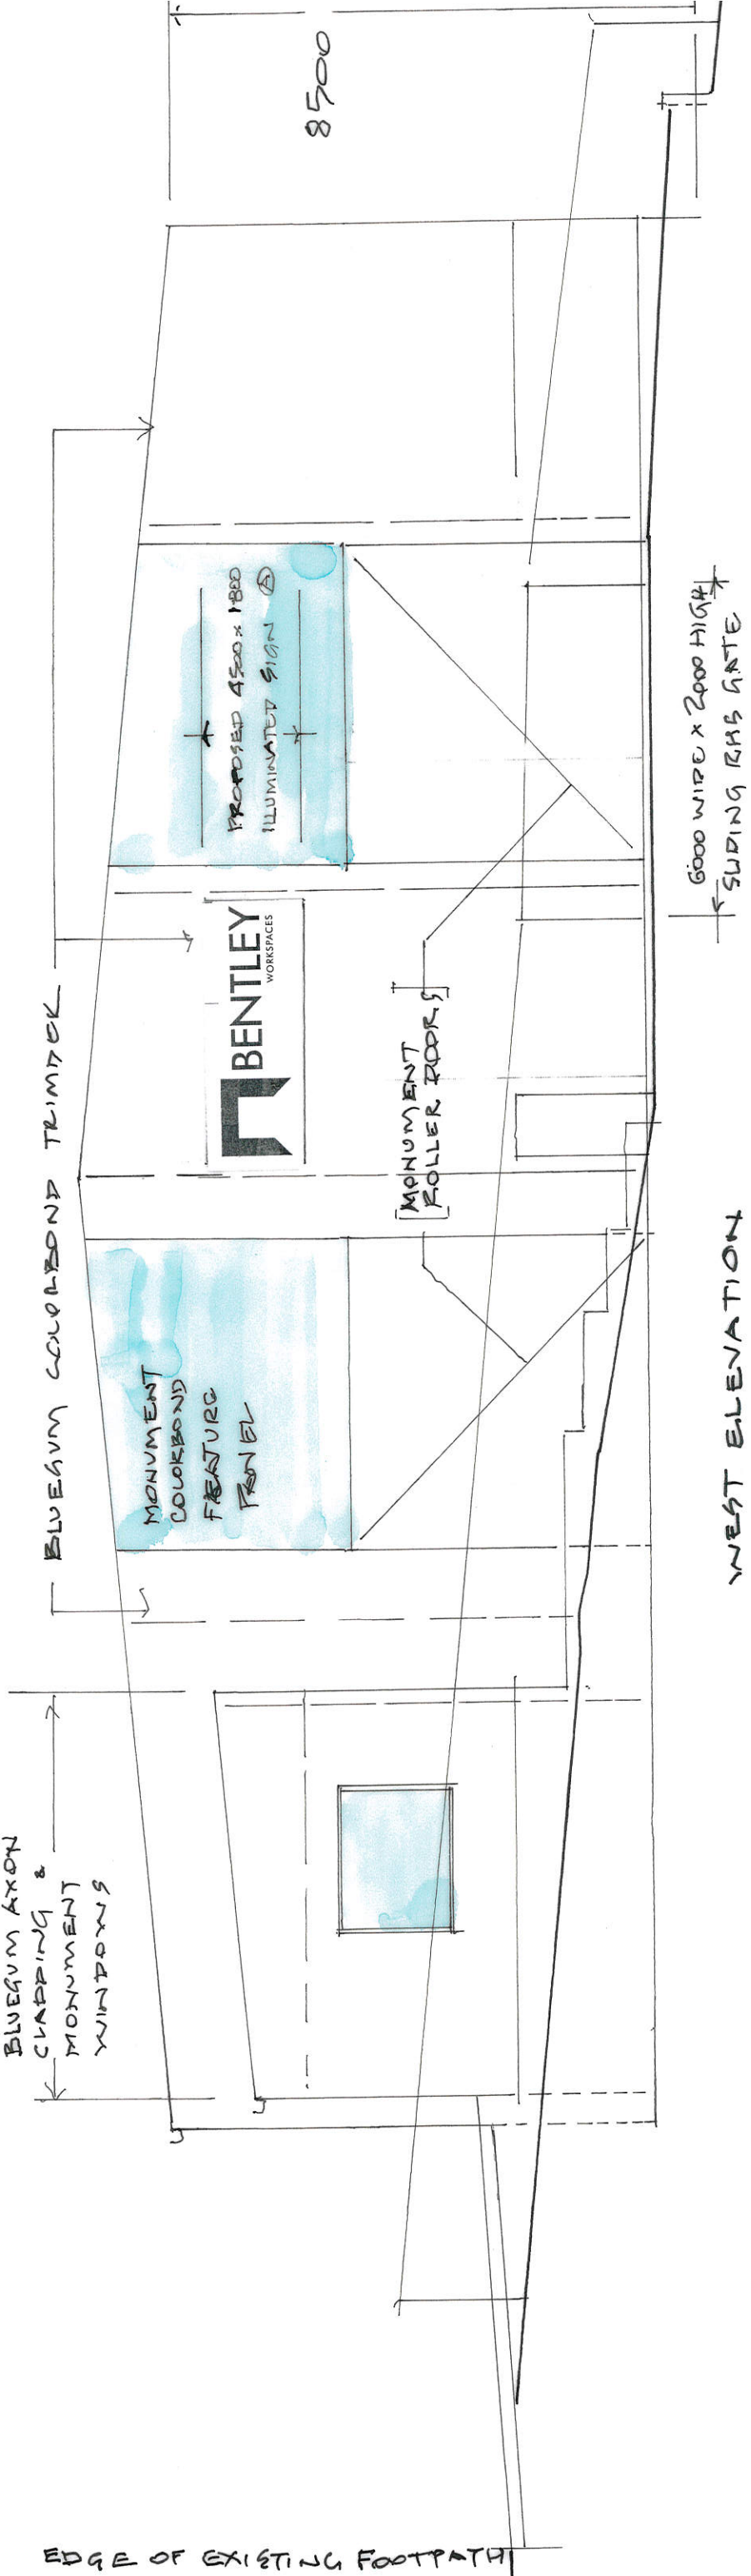 BLUEGUM AXON
CLADDING &
MONUMENT
WINDOWS
BLUEGUM COLORBOND TRIMDEK
8500
MONUMENT
COLORBOND
FEATURE
PANEL
BENTLEY
WORKSPACES
PROPOSED 4500 x 1800
ILLUMINATED SIGN A
MONUMENT
ROLLER DOORS
6000 WIDE x 2000 HIGH
SLIDING RHS GATE
WEST ELEVATION
EDGE OF EXISTING FOOTPATH